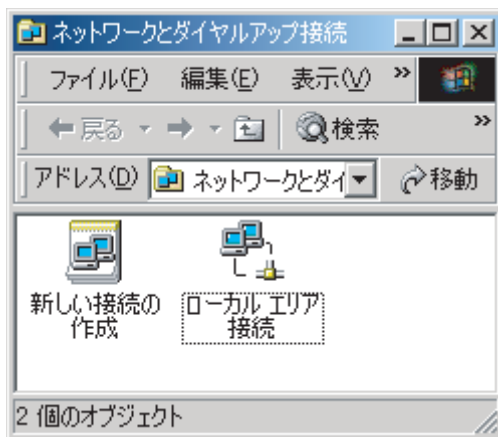 ネットワークとダイヤルアップ接続
ファイル(F) 編集(E) 表示(V) »
戻る 検索 »
アドレス(D) ネットワークとダイ 移動
新しい接続の
作成
ローカル エリア
接続
2 個のオブジェクト